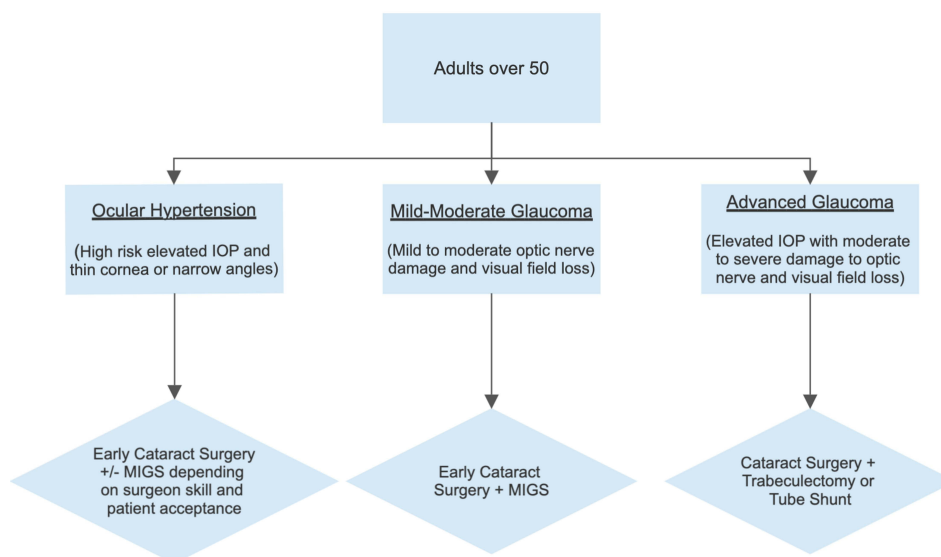 Adults over 50
Ocular Hypertension
(High risk elevated IOP and
thin cornea or narrow angles)
Mild-Moderate Glaucoma
(Mild to moderate optic nerve
damage and visual field loss)
Advanced Glaucoma
(Elevated IOP with moderate
to severe damage to optic
nerve and visual field loss)
Early Cataract Surgery
+/- MIGS depending
on surgeon skill and
patient acceptance
Early Cataract
Surgery + MIGS
Cataract Surgery +
Trabeculectomy or
Tube Shunt